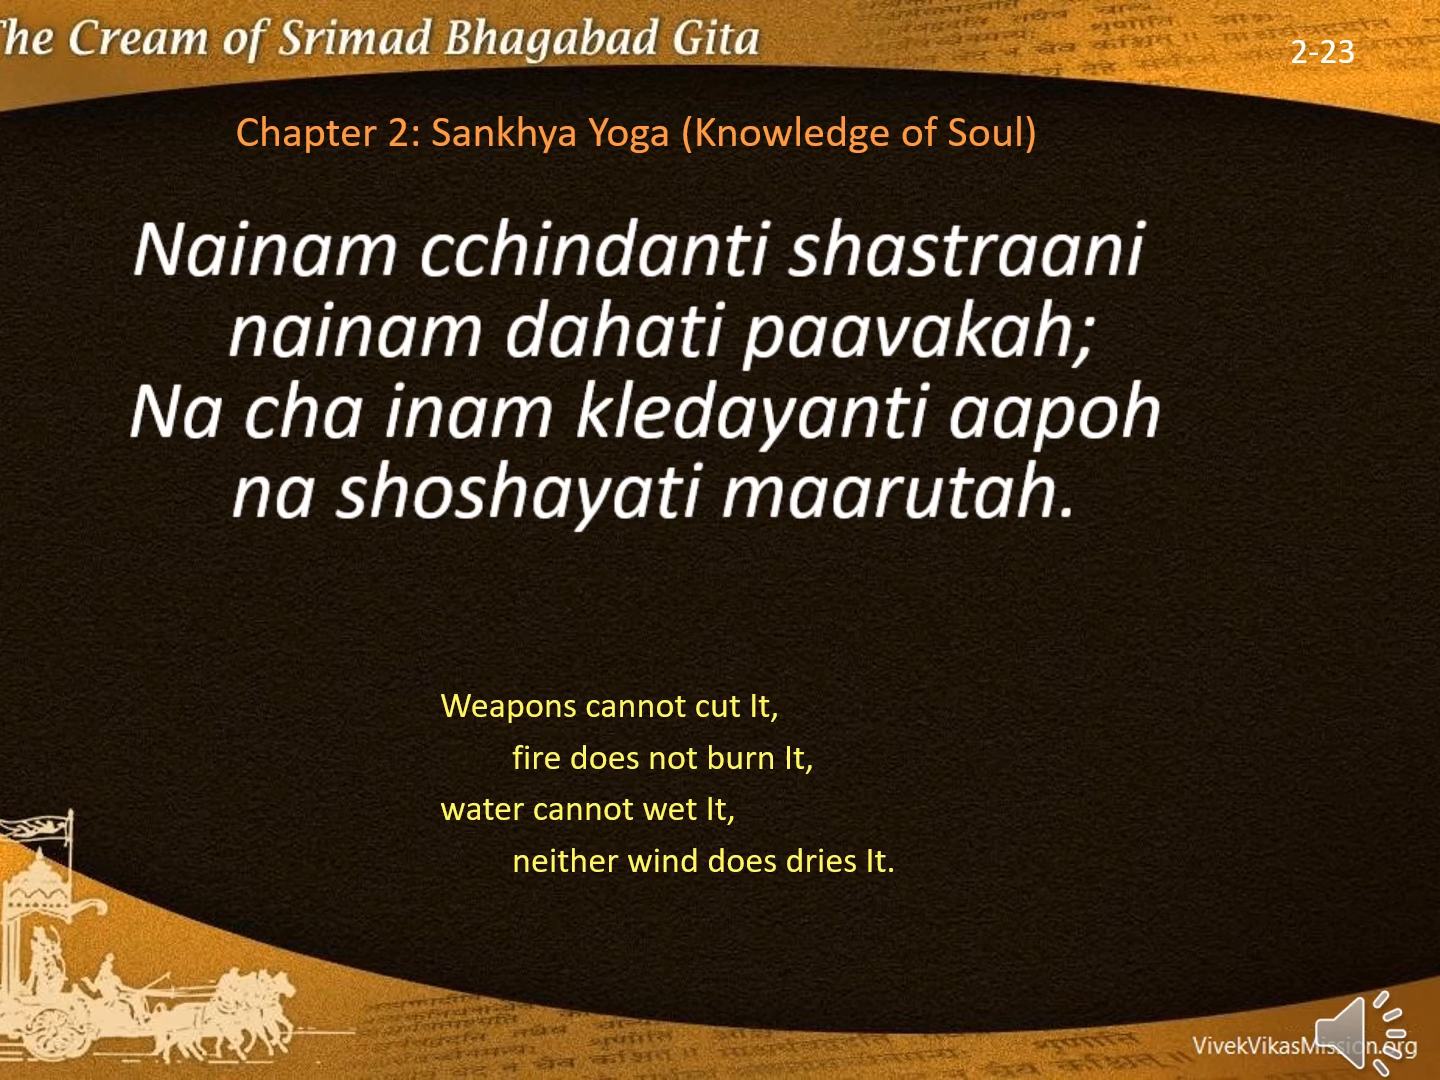 The Cream of Srimad Bhagabad Gita
2-23
Chapter 2: Sankhya Yoga (Knowledge of Soul)
Nainam cchindanti shastraani
nainam dahati paavakah;
Na cha inam kledayanti aapoh
na shoshayati maarutah.
Weapons cannot cut It,
fire does not burn It,
water cannot wet It,
neither wind does dries It.
VivekVikasMission.org